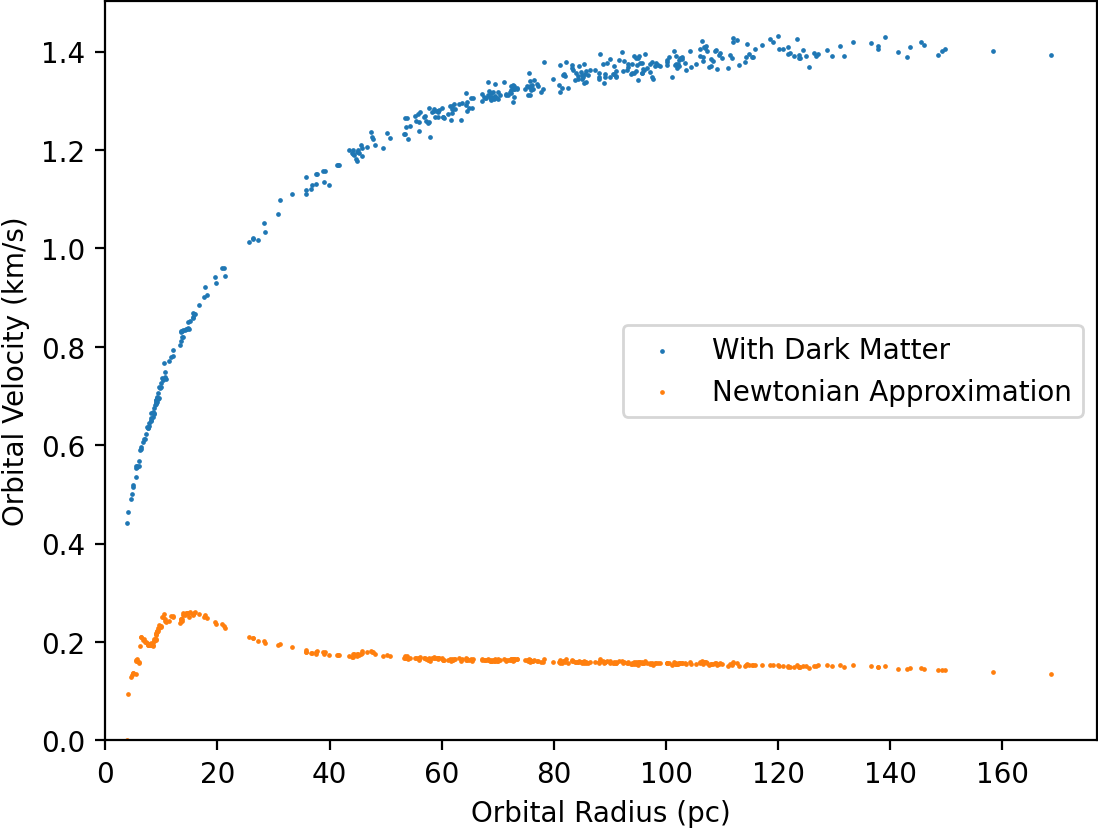 1.4
1.2
1.0
0.8
0.6
0.4
0.2
0.0
Orbital Velocity (km/s)
With Dark Matter
Newtonian Approximation
0 20 40 60 80 100 120 140 160
Orbital Radius (pc)